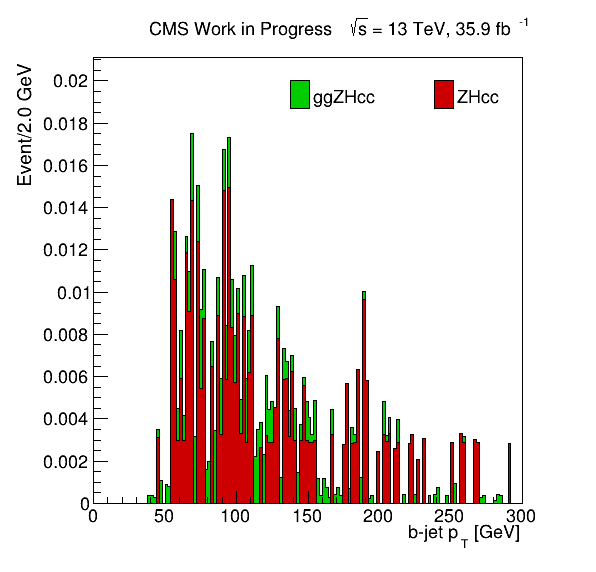 CMS Work in Progress √s = 13 TeV, 35.9 fb⁻¹
Event/2.0 GeV
ggZHcc ZHcc
0.02
0.018
0.016
0.014
0.012
0.01
0.008
0.006
0.004
0.002
0
0 50 100 150 200 250 300
b-jet p_T [GeV]